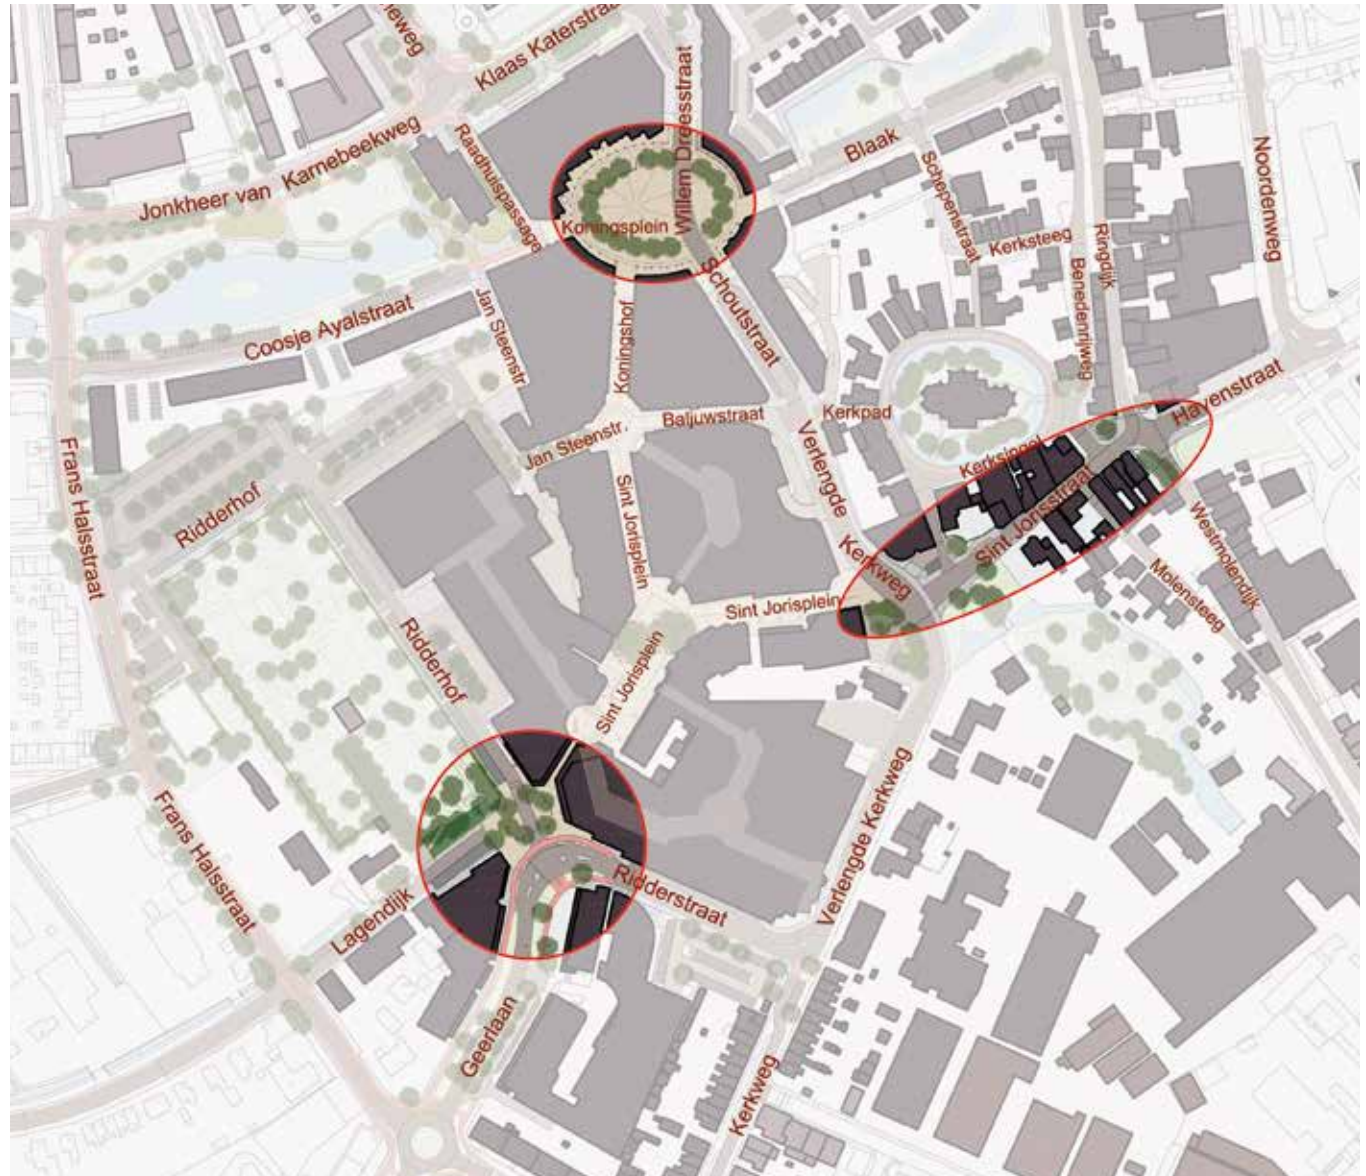 Klaas Katerstraa
neweg
Willem Dreesstraat
Blaak
Noordenweg
Raadhuispassage
Jonkheer van Karnebeekweg
Schepenstraat
Kerksteeg
Ringdijk
Benedenrijweg
Koningsplein
Schoutstraat
Koningshof
Jan Steenstr.
Coosje Ayalstraat
Havenstraat
Baljuwstraat
Kerkpad
Jan Steenstr.
Verlengde
Kerkweg
Kerksingel
Sint Jorisstraat
Frans Halsstraat
Ridderhof
Sint Jorisplein
Westmolendijk
Molensteeg
Sint Jorisplein
Ridderhof
Sint Jorisplein
Frans Halsstraat
Verlengde Kerkweg
Ridderstraat
Lagendijk
Geerlaan
Kerkweg